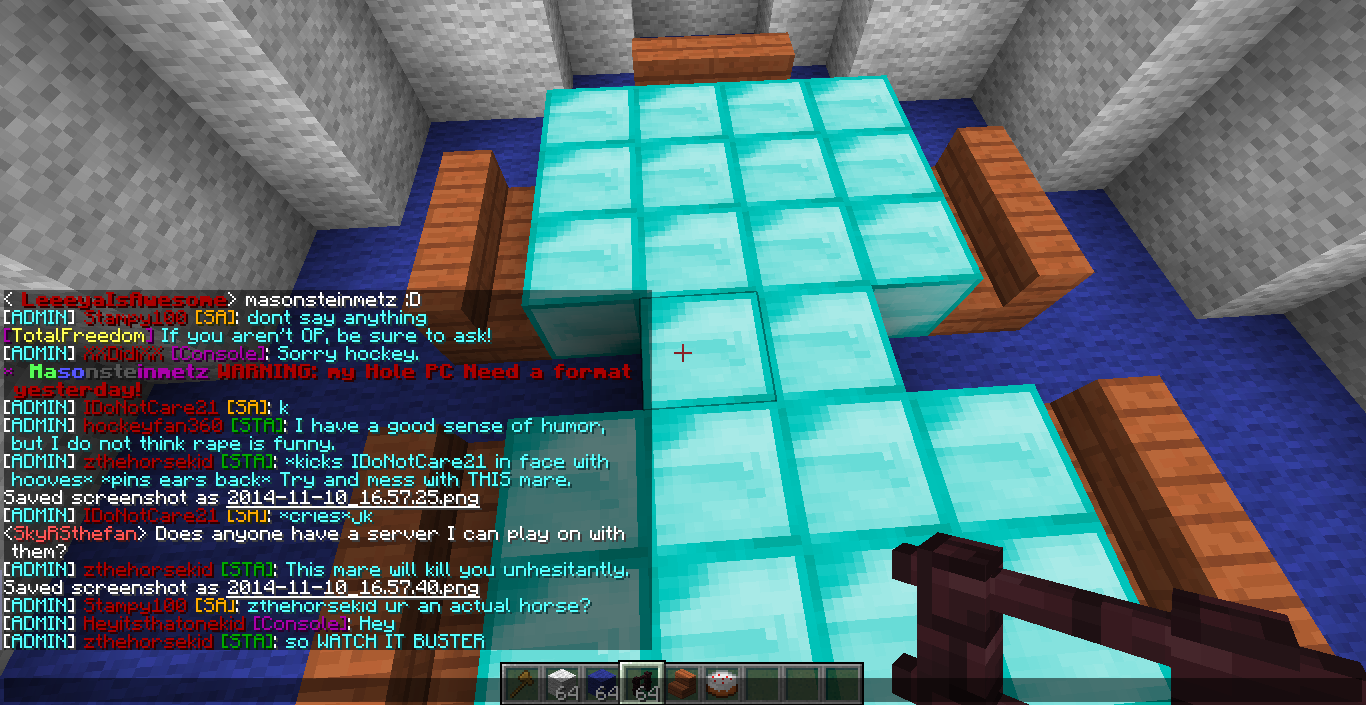 < LeeeyaIsAwesome> masonsteinmetz ;D
[ADMIN] Stampy100 [SA]: dont say anything
[TotalFreedom] If you aren't OP, be sure to ask!
[ADMIN] XxDidixX [Console]: Sorry hockey.
* Masonsteinmetz WARNING: my Hole PC Need a format
yesterday!
[ADMIN] IDoNotCare21 [SA]: k
[ADMIN] hockeyfan360 [STA]: I have a good sense of humor,
but I do not think rape is funny.
[ADMIN] zthehorsekid [STA]: *kicks IDoNotCare21 in face with
hooves* *pins ears back* Try and mess with THIS mare.
Saved screenshot as 2014-11-10_16.57.25.png
[ADMIN] IDoNotCare21 [SA]: *cries*jk
<SkyRSthefan> Does anyone have a server I can play on with
them?
[ADMIN] zthehorsekid [STA]: This mare will kill you unhesitantly.
Saved screenshot as 2014-11-10_16.57.40.png
[ADMIN] Stampy100 [SA]: zthehorsekid ur an actual horse?
[ADMIN] Heyitsthatonekid [Console]: Hey
[ADMIN] zthehorsekid [STA]: so WATCH IT BUSTER
64 64 64